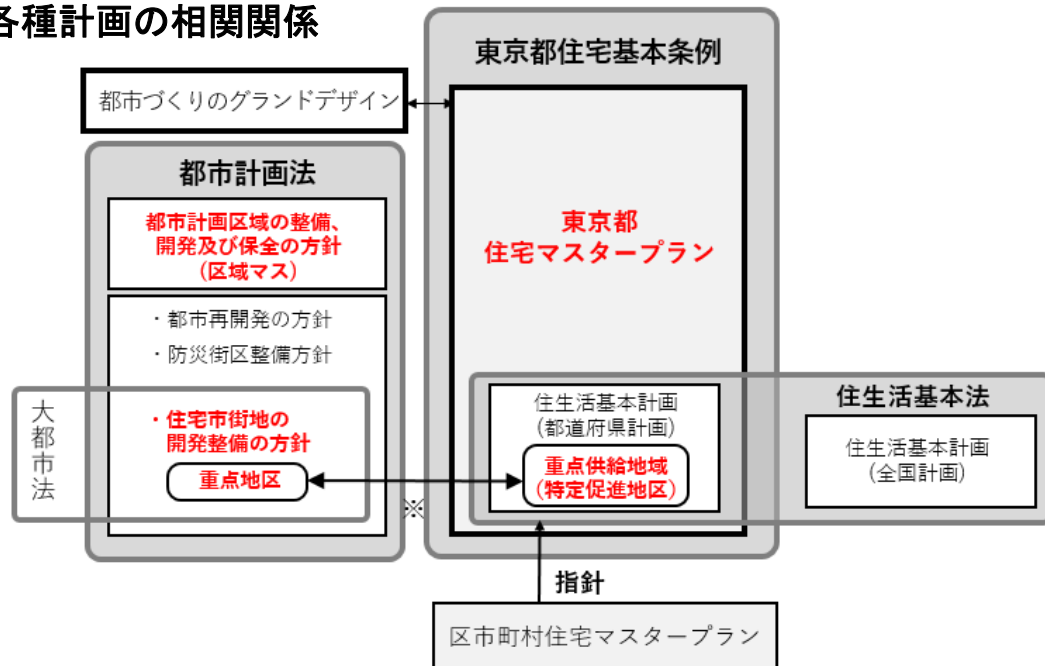 各種計画の相関関係
東京都住宅基本条例
都市づくりのグランドデザイン
都市計画法
都市計画区域の整備、
開発及び保全の方針
(区域マス)
・都市再開発の方針
・防災街区整備方針
大都市法
・住宅市街地の
開発整備の方針
重点地区
※
東京都
住宅マスタープラン
住生活基本計画
(都道府県計画)
重点供給地域
(特定促進地区)
住生活基本法
住生活基本計画
(全国計画)
指針
区市町村住宅マスタープラン